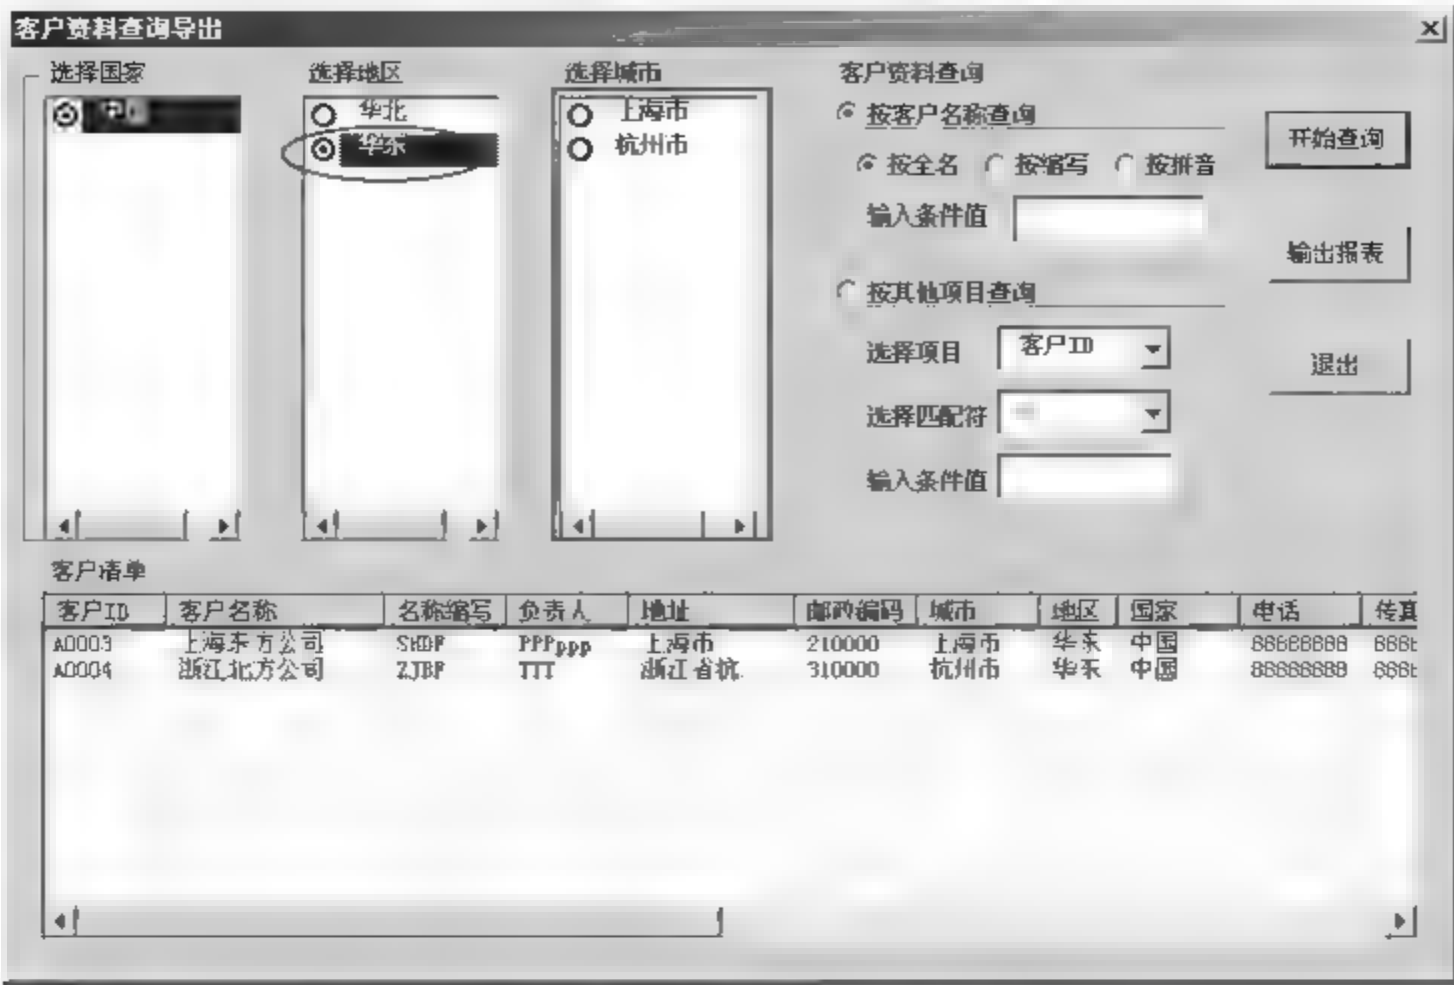 客户资料查询导出
选择国家
选择地区
华北
华东
选择城市
上海市
杭州市
客户资料查询
按客户名称查询
按全名 按缩写 按拼音
输入条件值
按其他项目查询
选择项目 客户ID
选择匹配符
输入条件值
开始查询
输出报表
退出
客户清单
客户ID 客户名称 名称缩写 负责人 地址 邮政编码 城市 地区 国家 电话 传真
A0003 上海东方公司 SHDF PPPppp 上海市 210000 上海市 华东 中国 88888888
A0004 浙江北方公司 ZJBF TTT 浙江省杭 310000 杭州市 华东 中国 88888888